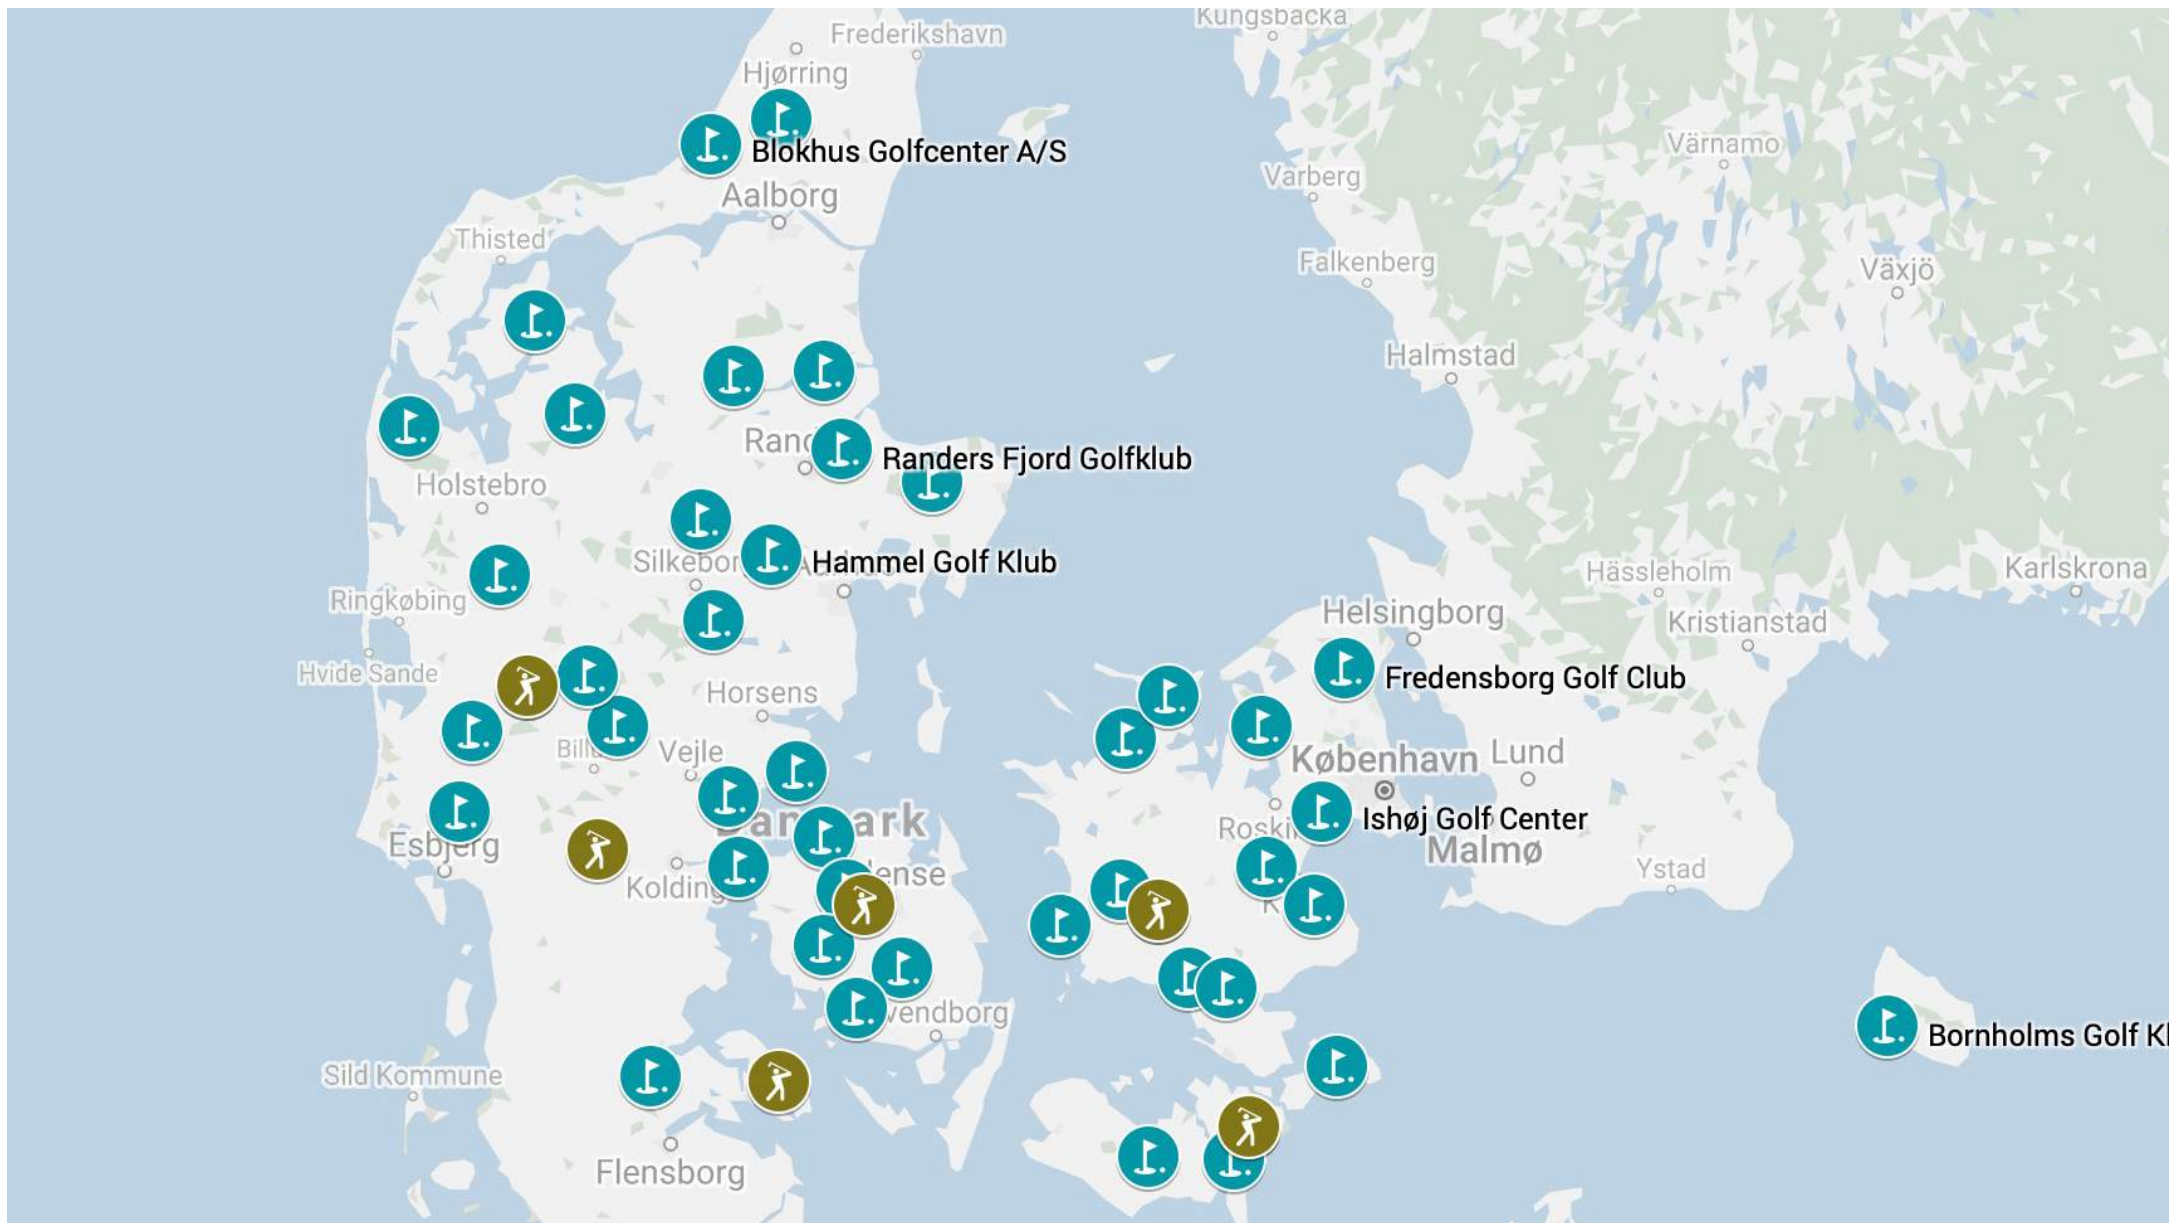 Kungsbacka
Frederikshavn
Hjørring
Blokhus Golfcenter A/S
Värnamo
Varberg
Aalborg
Thisted
Falkenberg
Växjö
Halmstad
Randers Fjord Golfklub
Holstebro
Hammel Golf Klub
Karlskrona
Hässleholm
Ringkøbing
Helsingborg
Kristianstad
Hvide Sande
Fredensborg Golf Club
Horsens
Vejle
København
Lund
Ishøj Golf Center
Esbjerg
Malmø
Ystad
Kolding
Bornholms Golf
Sild Kommune
Flensborg